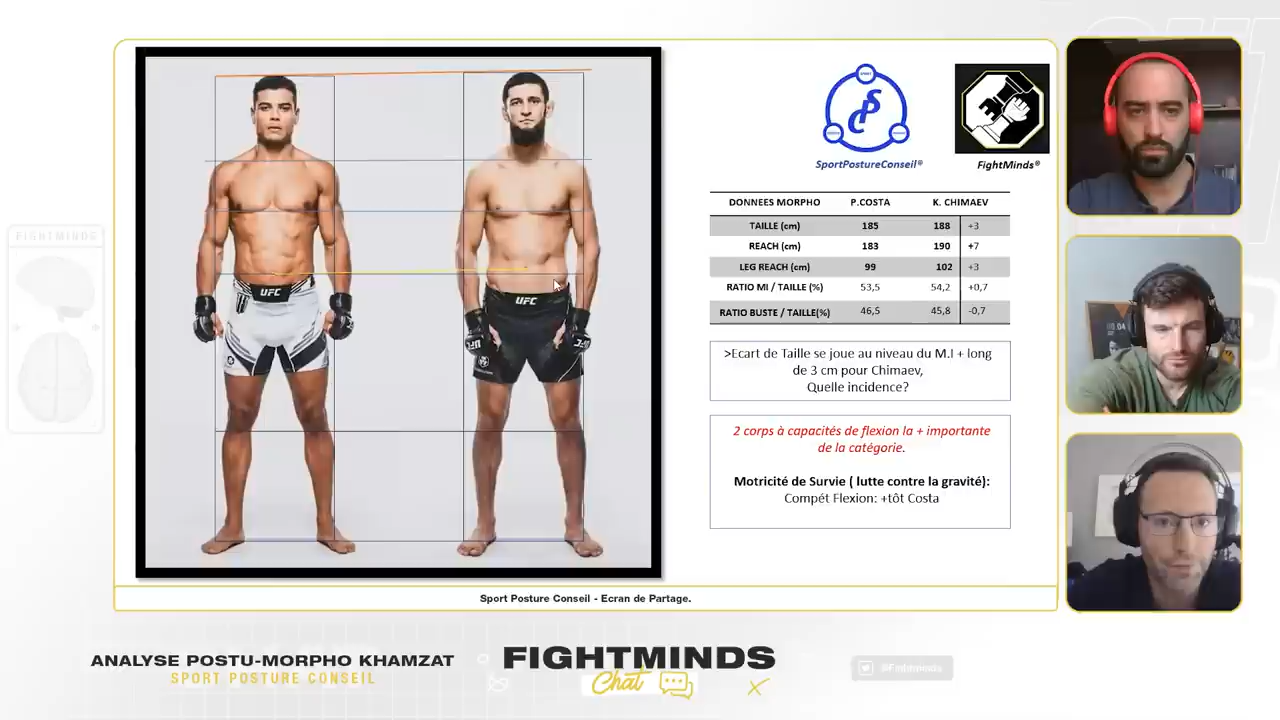 FIGHTMINDS
UFC
UFC
UFC
SPC
SportPostureConseil®
FightMinds®
DONNEES MORPHO P.COSTA K. CHIMAEV
TAILLE (cm) 185 188 +3
REACH (cm) 183 190 +7
LEG REACH (cm) 99 102 +3
RATIO MI / TAILLE (%) 53,5 54,2 +0,7
RATIO BUSTE / TAILLE(%) 46,5 45,8 -0,7
>Ecart de Taille se joue au niveau du M.I + long
de 3 cm pour Chimaev,
Quelle incidence?
2 corps à capacités de flexion la + importante
de la catégorie.
Motricité de Survie ( lutte contre la gravité):
Compét Flexion: +tôt Costa
Sport Posture Conseil - Ecran de Partage.
ANALYSE POSTU-MORPHO KHAMZAT
SPORT POSTURE CONSEIL
FIGHTMINDS
Chat
@Fightminds